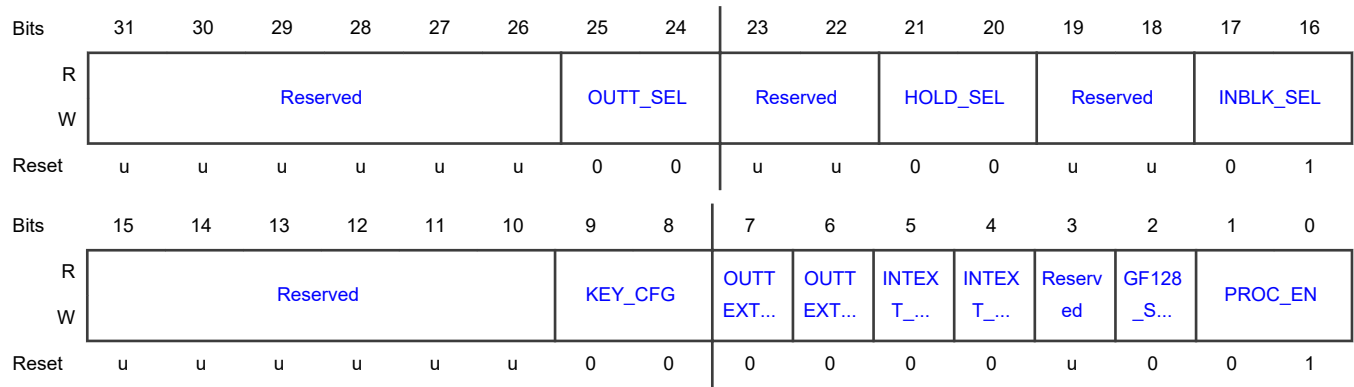 Bits 31 30 29 28 27 26 25 24 23 22 21 20 19 18 17 16
R
Reserved OUTT_SEL Reserved HOLD_SEL Reserved INBLK_SEL
W
Reset u u u u u u 0 0 u u 0 0 u u 0 1
Bits 15 14 13 12 11 10 9 8 7 6 5 4 3 2 1 0
R OUTT OUTT INTEX INTEX Reserv GF128
Reserved KEY_CFG PROC_EN
W EXT... EXT... T_... T_... ed _S...
Reset u u u u u u 0 0 0 0 0 0 u 0 0 1